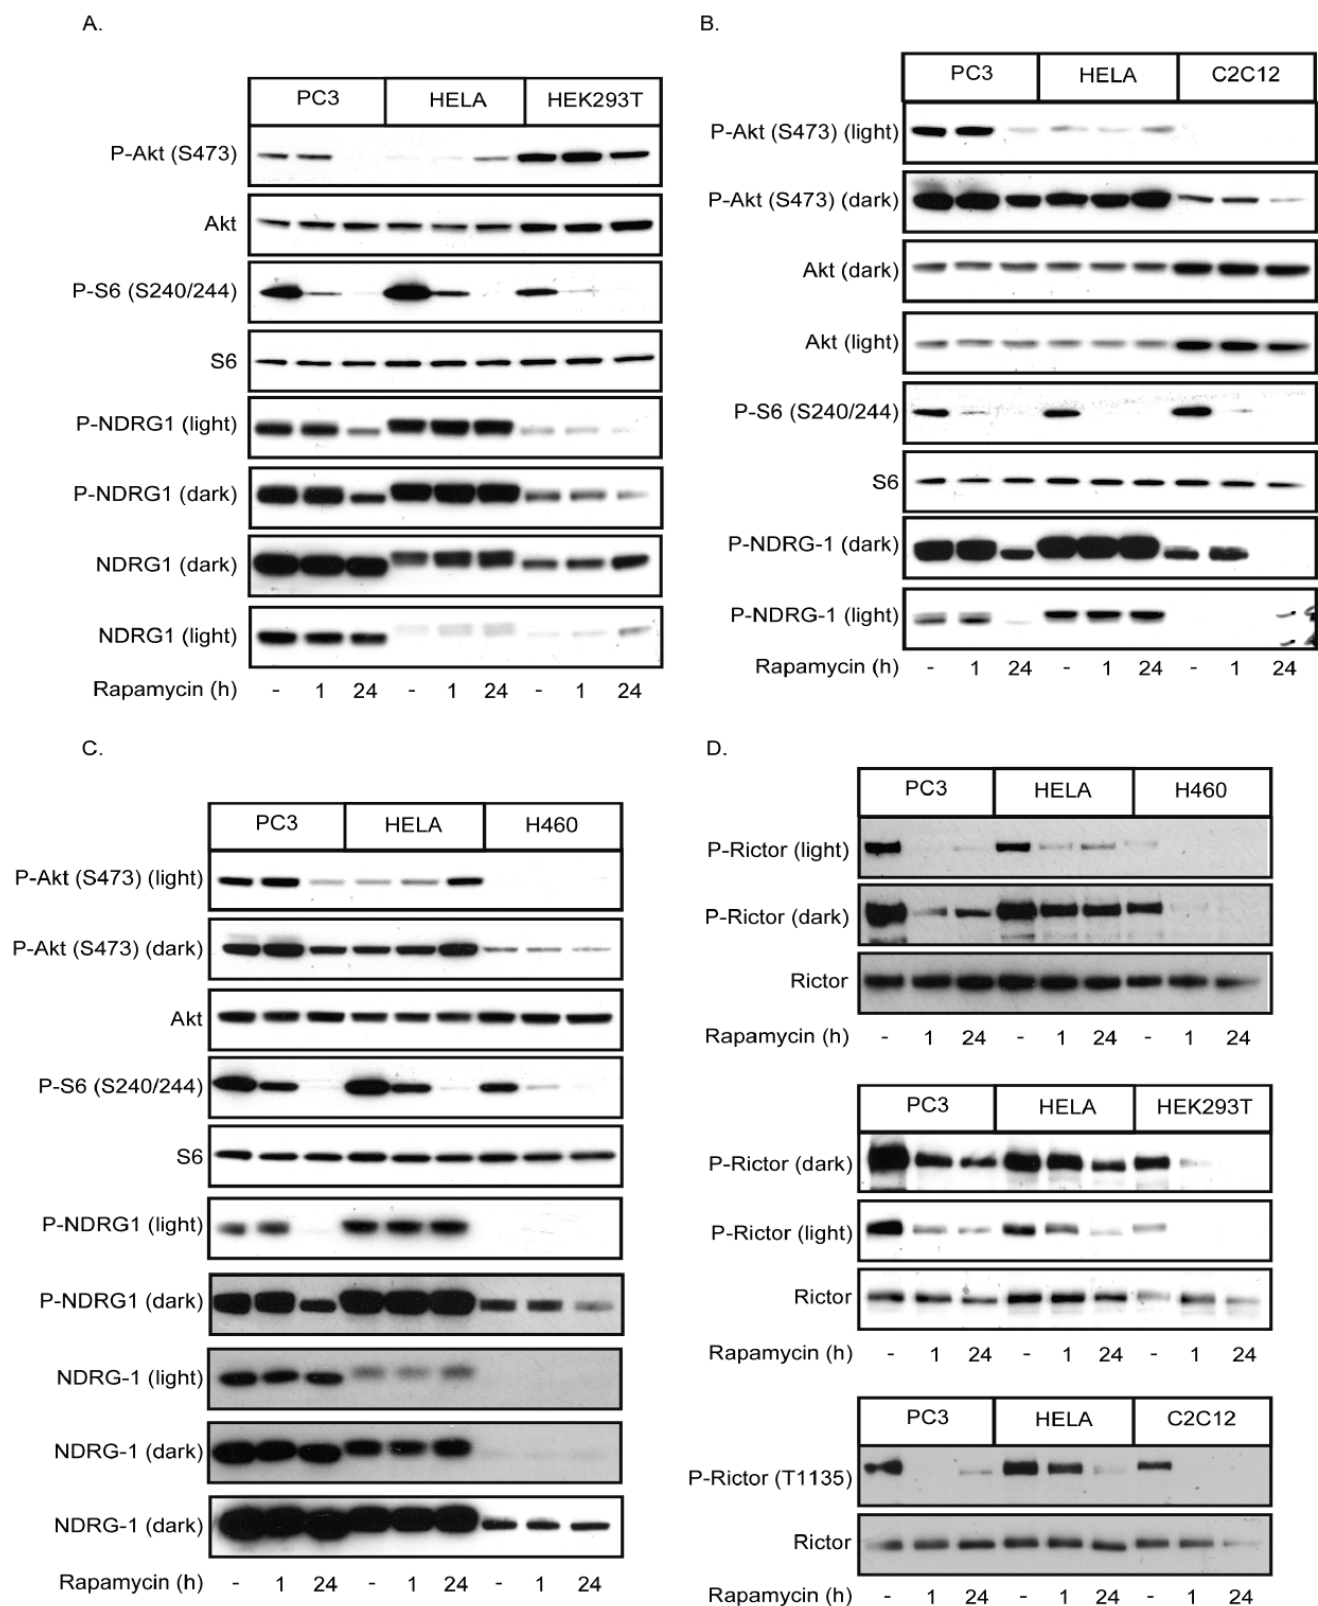 A.
PC3 HELA HEK293T
P-Akt (S473)
Akt
P-S6 (S240/244)
S6
P-NDRG1 (light)
P-NDRG1 (dark)
NDRG1 (dark)
NDRG1 (light)
Rapamycin (h) - 1 24 - 1 24 - 1 24
B.
PC3 HELA C2C12
P-Akt (S473) (light)
P-Akt (S473) (dark)
Akt (dark)
Akt (light)
P-S6 (S240/244)
S6
P-NDRG-1 (dark)
P-NDRG-1 (light)
Rapamycin (h) - 1 24 - 1 24 - 1 24
C.
PC3 HELA H460
P-Akt (S473) (light)
P-Akt (S473) (dark)
Akt
P-S6 (S240/244)
S6
P-NDRG1 (light)
P-NDRG1 (dark)
NDRG-1 (light)
NDRG-1 (dark)
NDRG-1 (dark)
Rapamycin (h) - 1 24 - 1 24 - 1 24
D.
PC3 HELA H460
P-Rictor (light)
P-Rictor (dark)
Rictor
Rapamycin (h) - 1 24 - 1 24 - 1 24
PC3 HELA HEK293T
P-Rictor (dark)
P-Rictor (light)
Rictor
Rapamycin (h) - 1 24 - 1 24 - 1 24
PC3 HELA C2C12
P-Rictor (T1135)
Rictor
Rapamycin (h) - 1 24 - 1 24 - 1 24